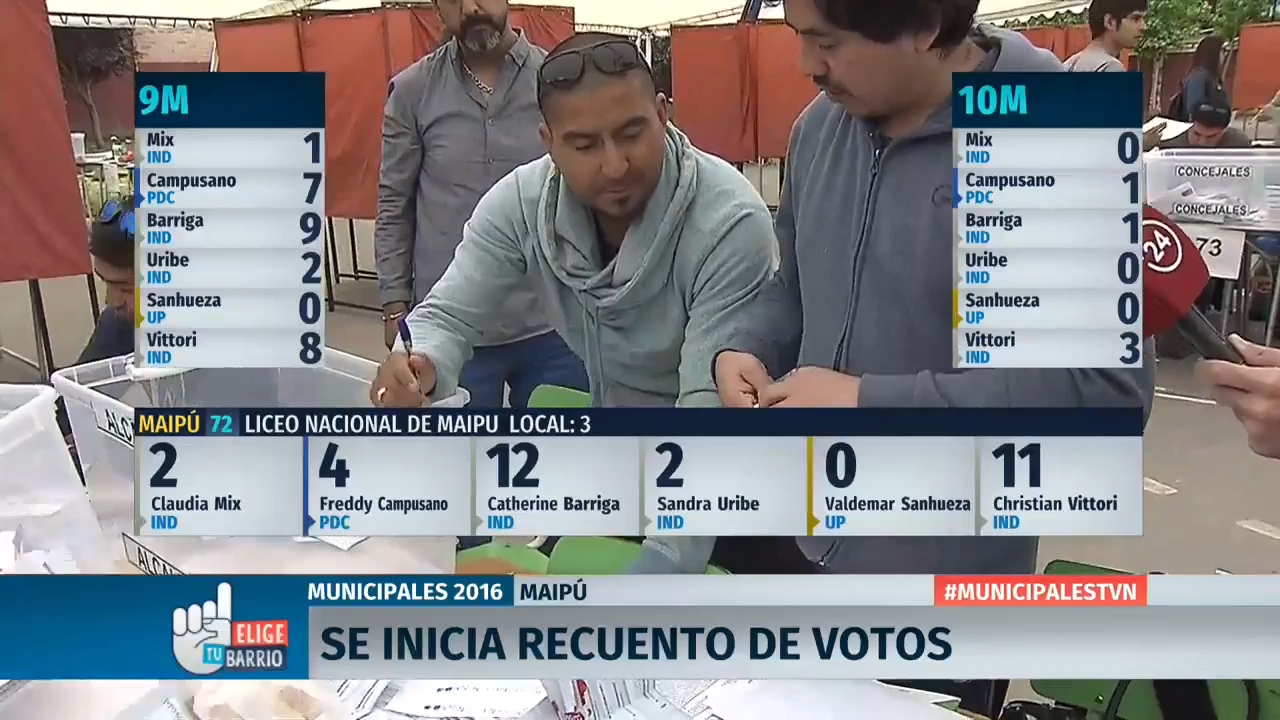 9M
Mix 1
IND
Campusano 7
PDC
Barriga 9
IND
Uribe 2
IND
Sanhueza 0
UP
Vittori 8
IND
10M
Mix 0
IND
Campusano 1
PDC
Barriga 1
IND
Uribe 0
IND
Sanhueza 0
UP
Vittori 3
IND
CONCEJALES
CONCEJALES
73
24
MAIPÚ 72 LICEO NACIONAL DE MAIPU LOCAL: 3
2 4 12 2 0 11
Claudia Mix Freddy Campusano Catherine Barriga Sandra Uribe Valdemar Sanhueza Christian Vittori
IND PDC IND IND UP IND
MUNICIPALES 2016 MAIPÚ #MUNICIPALESTVN
ELIGE
TU BARRIO
SE INICIA RECUENTO DE VOTOS